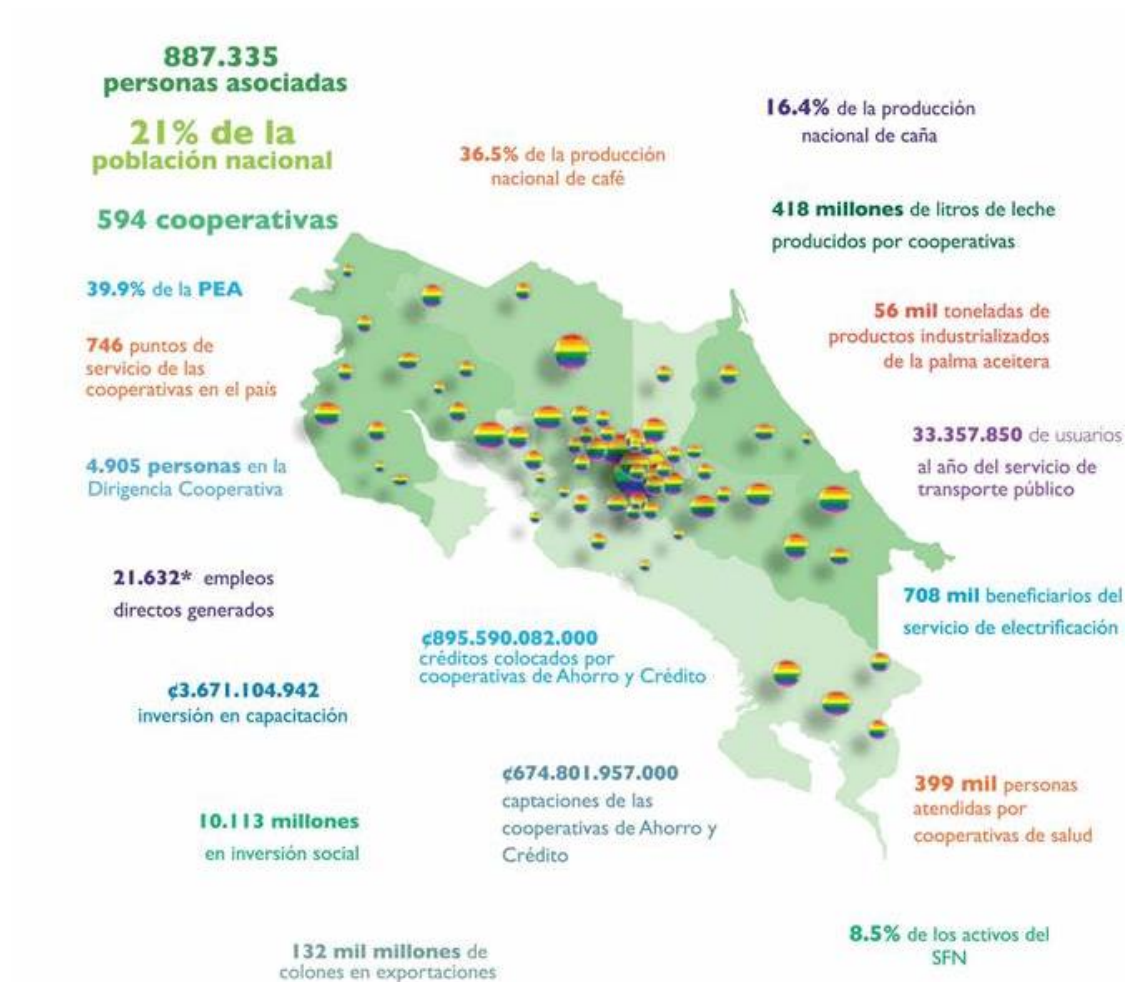 887.335
personas asociadas
21% de la
población nacional
594 cooperativas
39.9% de la PEA
746 puntos de
servicio de las
cooperativas en el país
4.905 personas en la
Dirigencia Cooperativa
21.632* empleos
directos generados
¢3.671.104.942
inversión en capacitación
10.113 millones
en inversión social
132 mil millones de
colones en exportaciones
36.5% de la producción
nacional de café
¢895.590.082.000
créditos colocados por
cooperativas de Ahorro y Crédito
¢674.801.957.000
captaciones de las
cooperativas de Ahorro y
Crédito
16.4% de la producción
nacional de caña
418 millones de litros de leche
producidos por cooperativas
56 mil toneladas de
productos industrializados
de la palma aceitera
33.357.850 de usuarios
al año del servicio de
transporte público
708 mil beneficiarios del
servicio de electrificación
399 mil personas
atendidas por
cooperativas de salud
8.5% de los activos del
SFN